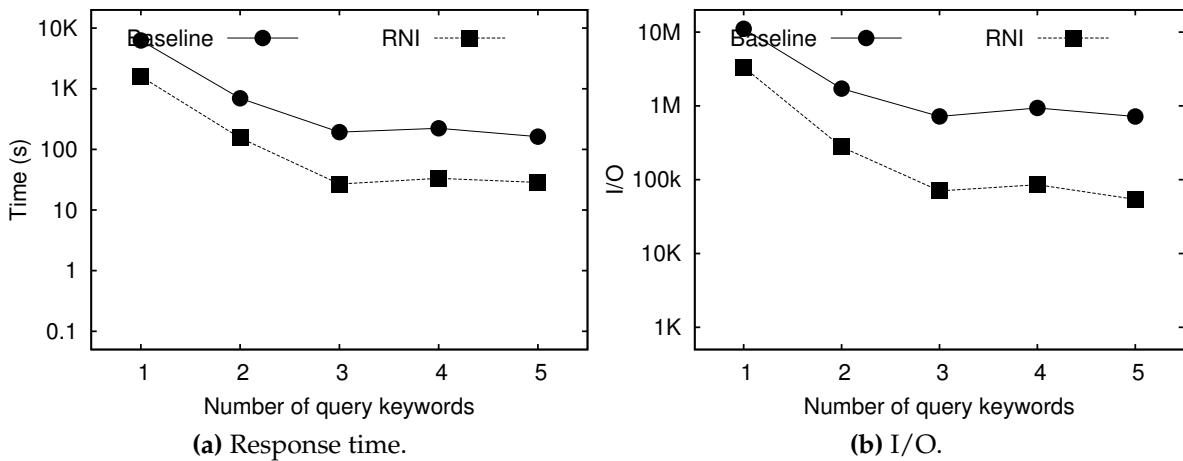 10K
1K
100
10
1
0.1
Time (s)
Baseline
RNI
1 2 3 4 5
Number of query keywords
(a) Response time.
10M
1M
100k
10K
1K
I/O
Baseline
RNI
1 2 3 4 5
Number of query keywords
(b) I/O.